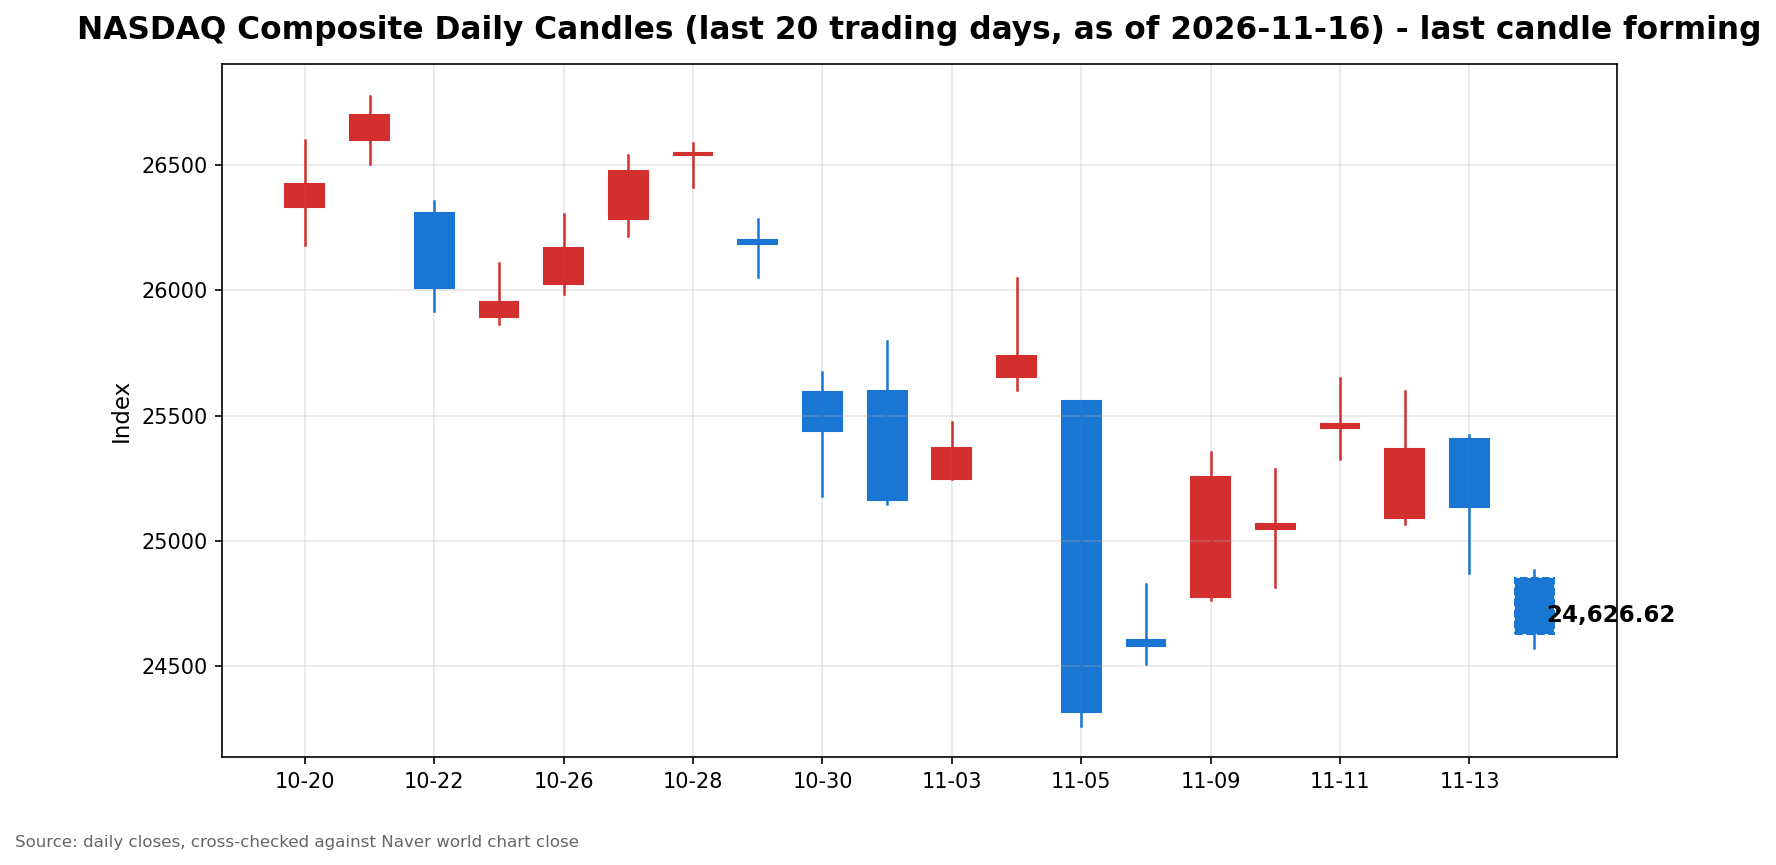 NASDAQ Composite Daily Candles (last 20 trading days, as of 2026-11-16) - last candle forming
Index
26500
26000
25500
25000
24500
24,626.62
10-20 10-22 10-26 10-28 10-30 11-03 11-05 11-09 11-11 11-13
Source: daily closes, cross-checked against Naver world chart close